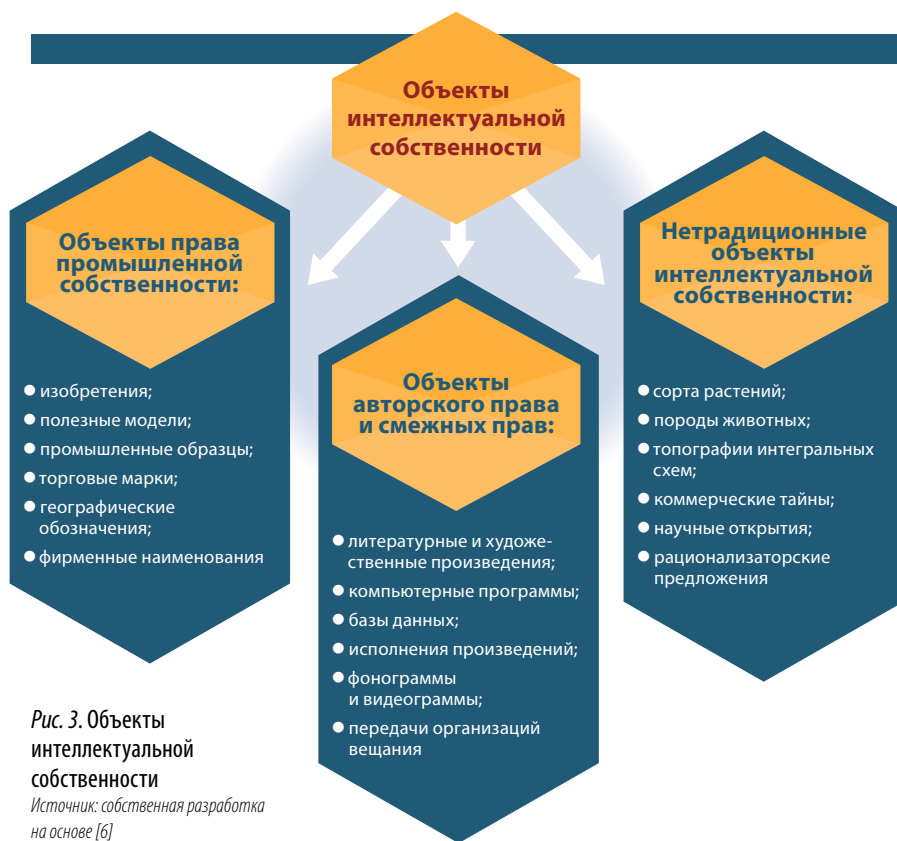 Объекты
интеллектуальной
собственности
Объекты права
промышленной
собственности:
● изобретения;
● полезные модели;
● промышленные образцы;
● торговые марки;
● географические
обозначения;
● фирменные наименования
Объекты
авторского права
и смежных прав:
● литературные и художе-
ственные произведения;
● компьютерные программы;
● базы данных;
● исполнения произведений;
● фонограммы
и видеограммы;
● передачи организаций
вещания
Нетрадиционные
объекты
интеллектуальной
собственности:
● сорта растений;
● породы животных;
● топографии интегральных
схем;
● коммерческие тайны;
● научные открытия;
● рационализаторские
предложения
Рис. 3. Объекты
интеллектуальной
собственности
Источник: собственная разработка
на основе [6]